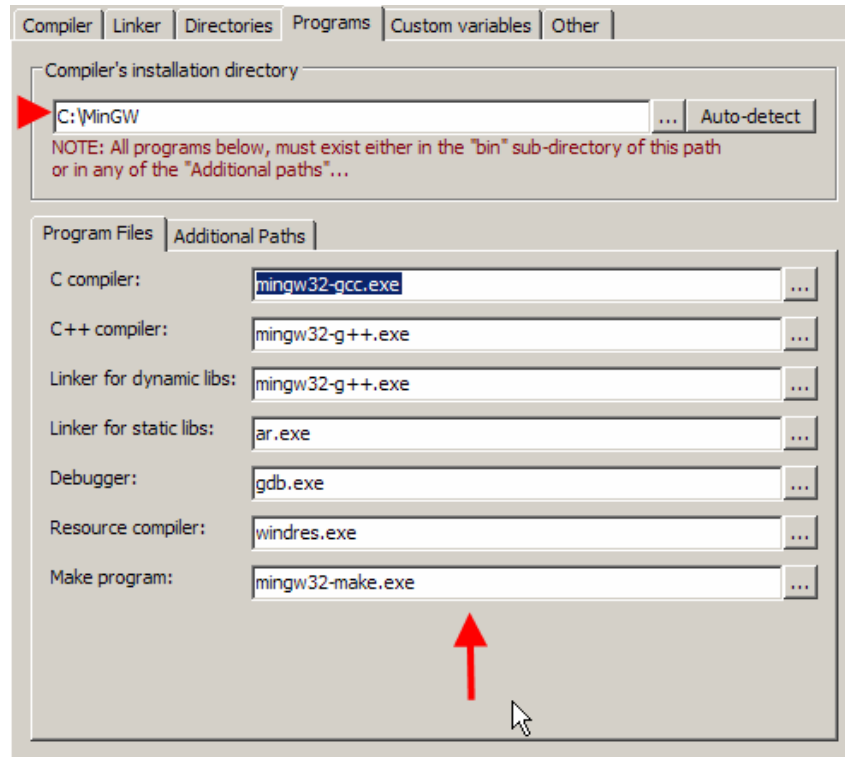 Compiler Linker Directories Programs Custom variables Other
Compiler's installation directory
C:\MinGW ... Auto-detect
NOTE: All programs below, must exist either in the "bin" sub-directory of this path
or in any of the "Additional paths"...
Program Files Additional Paths
C compiler: mingw32-gcc.exe ...
C++ compiler: mingw32-g++.exe ...
Linker for dynamic libs: mingw32-g++.exe ...
Linker for static libs: ar.exe ...
Debugger: gdb.exe ...
Resource compiler: windres.exe ...
Make program: mingw32-make.exe ...